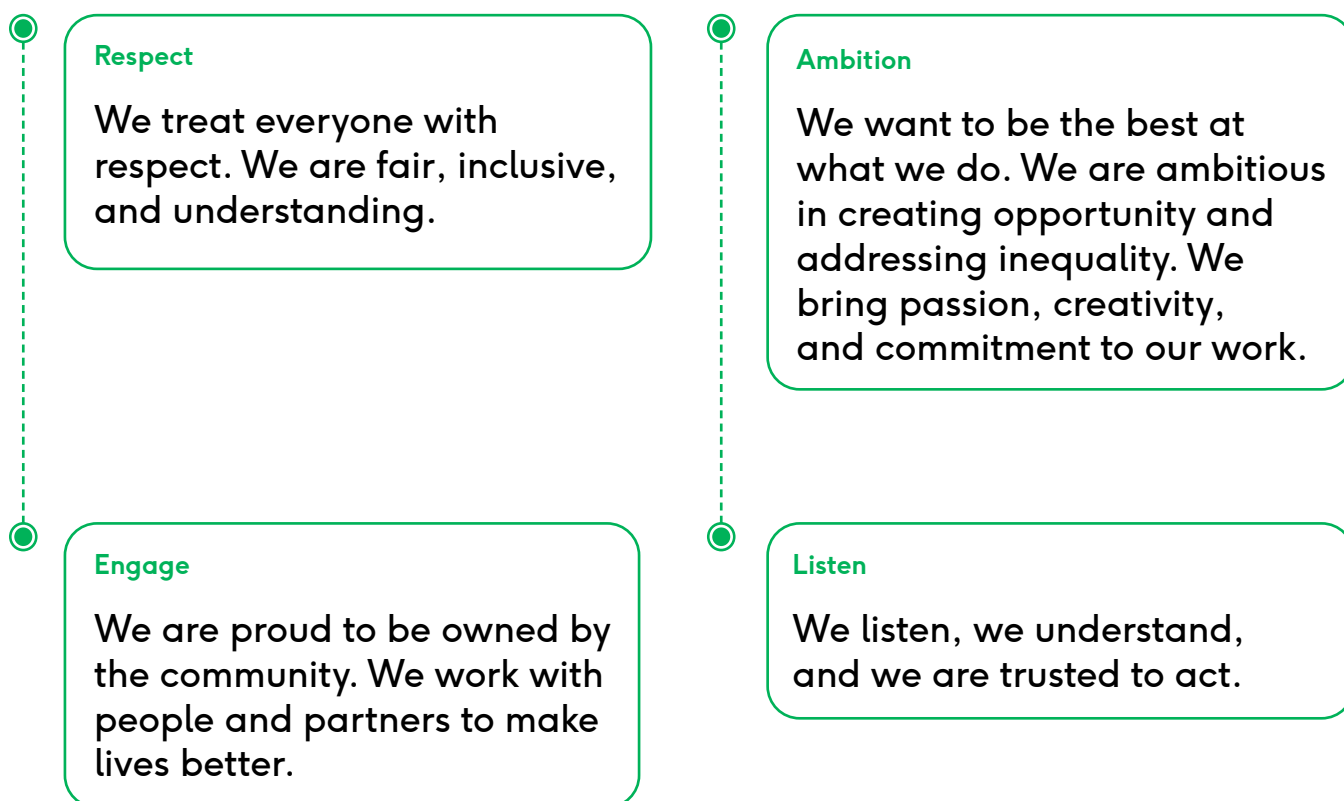 Respect
We treat everyone with
respect. We are fair, inclusive,
and understanding.
Ambition
We want to be the best at
what we do. We are ambitious
in creating opportunity and
addressing inequality. We
bring passion, creativity,
and commitment to our work.
Engage
We are proud to be owned by
the community. We work with
people and partners to make
lives better.
Listen
We listen, we understand,
and we are trusted to act.